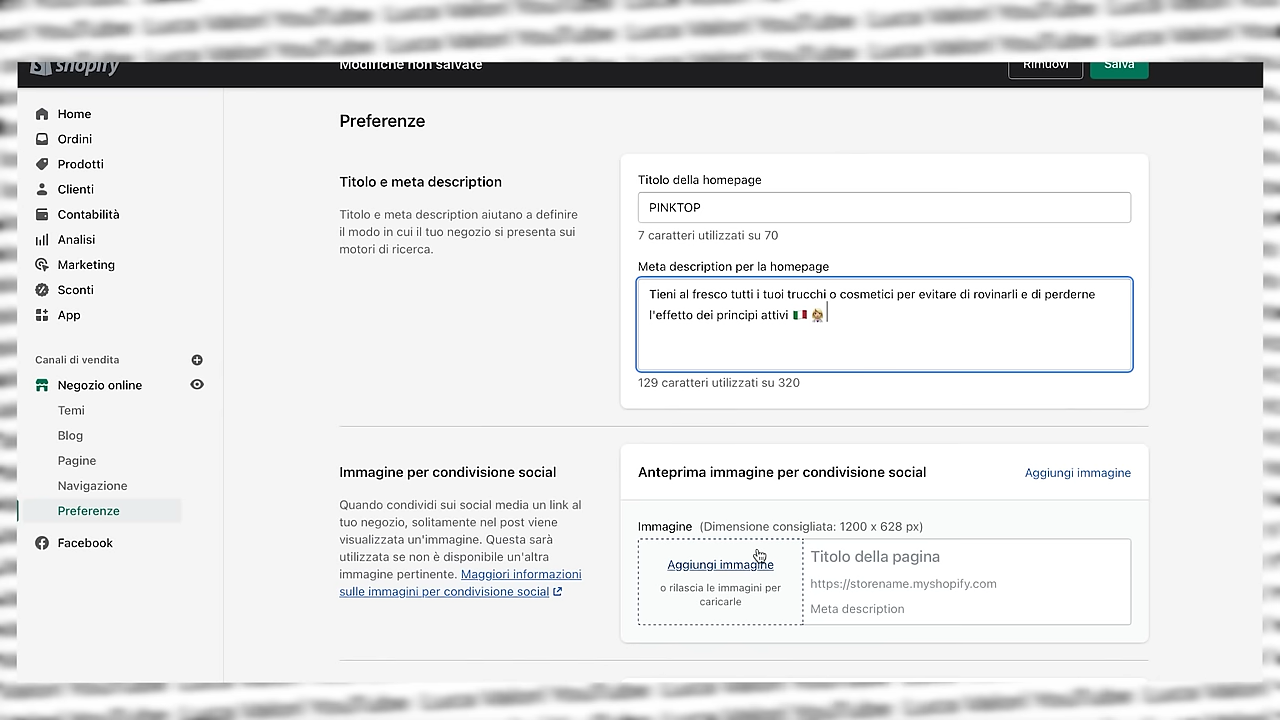 shopify
Modifiche non salvate
Rimuovi
Salva
Home
Ordini
Prodotti
Clienti
Contabilità
Analisi
Marketing
Sconti
App
Canali di vendita
Negozio online
Temi
Blog
Pagine
Navigazione
Preferenze
Facebook
Preferenze
Titolo e meta description
Titolo e meta description aiutano a definire
il modo in cui il tuo negozio si presenta sui
motori di ricerca.
Titolo della homepage
PINKTOP
7 caratteri utilizzati su 70
Meta description per la homepage
Tieni al fresco tutti i tuoi trucchi o cosmetici per evitare di rovinarli e di perderne
l'effetto dei principi attivi 🇮🇹 👸🏼
129 caratteri utilizzati su 320
Immagine per condivisione social
Quando condividi sui social media un link al
tuo negozio, solitamente nel post viene
visualizzata un'immagine. Questa sarà
utilizzata se non è disponibile un'altra
immagine pertinente. Maggiori informazioni
sulle immagini per condivisione social
Anteprima immagine per condivisione social
Aggiungi immagine
Immagine (Dimensione consigliata: 1200 x 628 px)
Aggiungi immagine
o rilascia le immagini per
caricarle
Titolo della pagina
https://storename.myshopify.com
Meta description